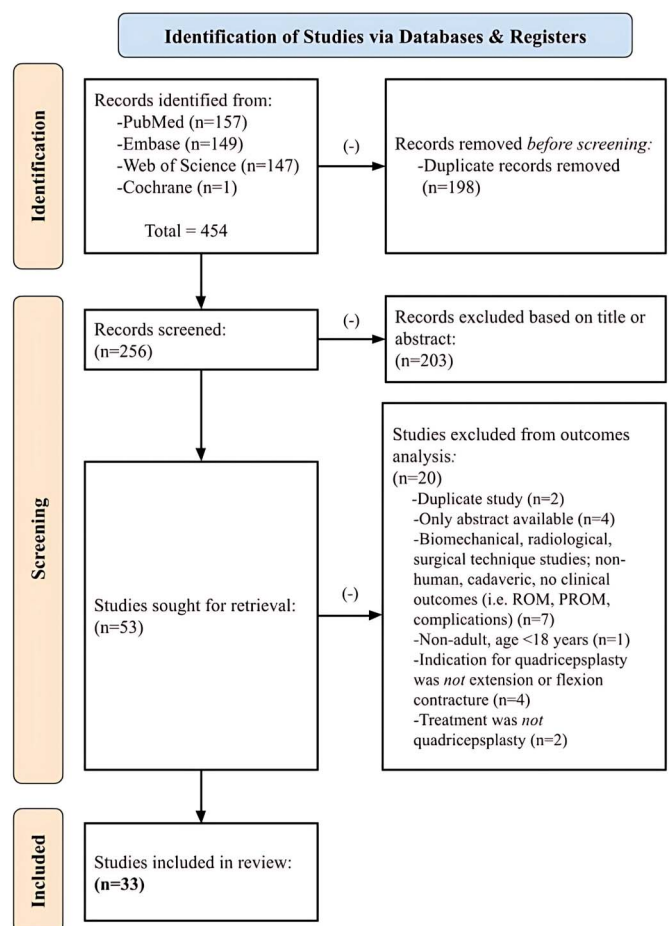 Identification of Studies via Databases & Registers
Identification
Records identified from:
-PubMed (n=157)
-Embase (n=149)
-Web of Science (n=147)
-Cochrane (n=1)
Total = 454
(-)
Records removed before screening:
-Duplicate records removed
(n=198)
Screening
Records screened:
(n=256)
(-)
Records excluded based on title or
abstract:
(n=203)
Studies sought for retrieval:
(n=53)
(-)
Studies excluded from outcomes
analysis:
(n=20)
-Duplicate study (n=2)
-Only abstract available (n=4)
-Biomechanical, radiological,
surgical technique studies; non-
human, cadaveric, no clinical
outcomes (i.e. ROM, PROM,
complications) (n=7)
-Non-adult, age <18 years (n=1)
-Indication for quadricepsplasty
was not extension or flexion
contracture (n=4)
-Treatment was not
quadricepsplasty (n=2)
Included
Studies included in review:
(n=33)